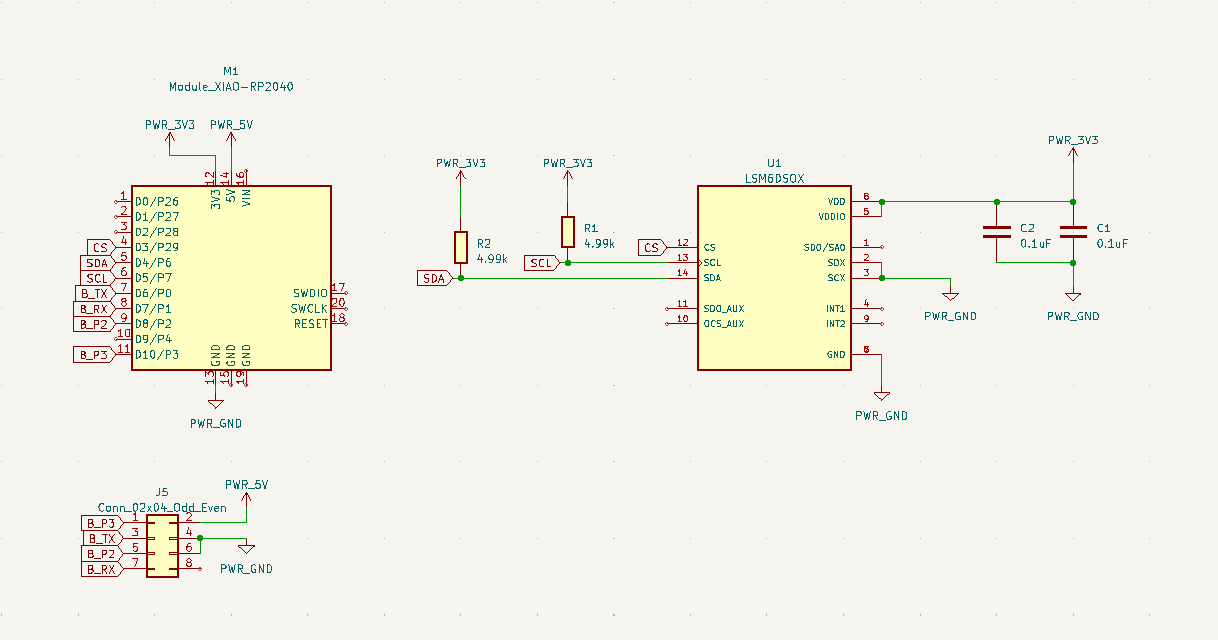 M1
Module_XIAO-RP2040
PWR_3V3
PWR_5V
12
14
16
3V3
5V
VIN
1 D0/P26
2 D1/P27
3 D2/P28
CS 4 D3/P29
SDA 5 D4/P6
SCL 6 D5/P7
B_TX 7 D6/P0
B_RX 8 D7/P1
B_P2 9 D8/P2
10 D9/P4
B_P3 11 D10/P3
SWDIO 17
SWCLK 20
RESET 18
GND
GND
GND
13
15
19
PWR_GND
PWR_3V3
R2
4.99k
SDA
PWR_3V3
R1
4.99k
SCL
U1
LSM6DSOX
CS 12 CS
13 SCL
14 SDA
11 SDO_AUX
10 OCS_AUX
VDD 8
VDDIO 5
SDO/SA0 1
SDX 2
SCX 3
INT1 4
INT2 9
GND
PWR_GND
PWR_GND
PWR_3V3
C2
0.1uF
C1
0.1uF
PWR_GND
J5
Conn_02x04_Odd_Even
PWR_5V
B_P3 1 2
B_TX 3 4
B_P2 5 6
B_RX 7 8
PWR_GND